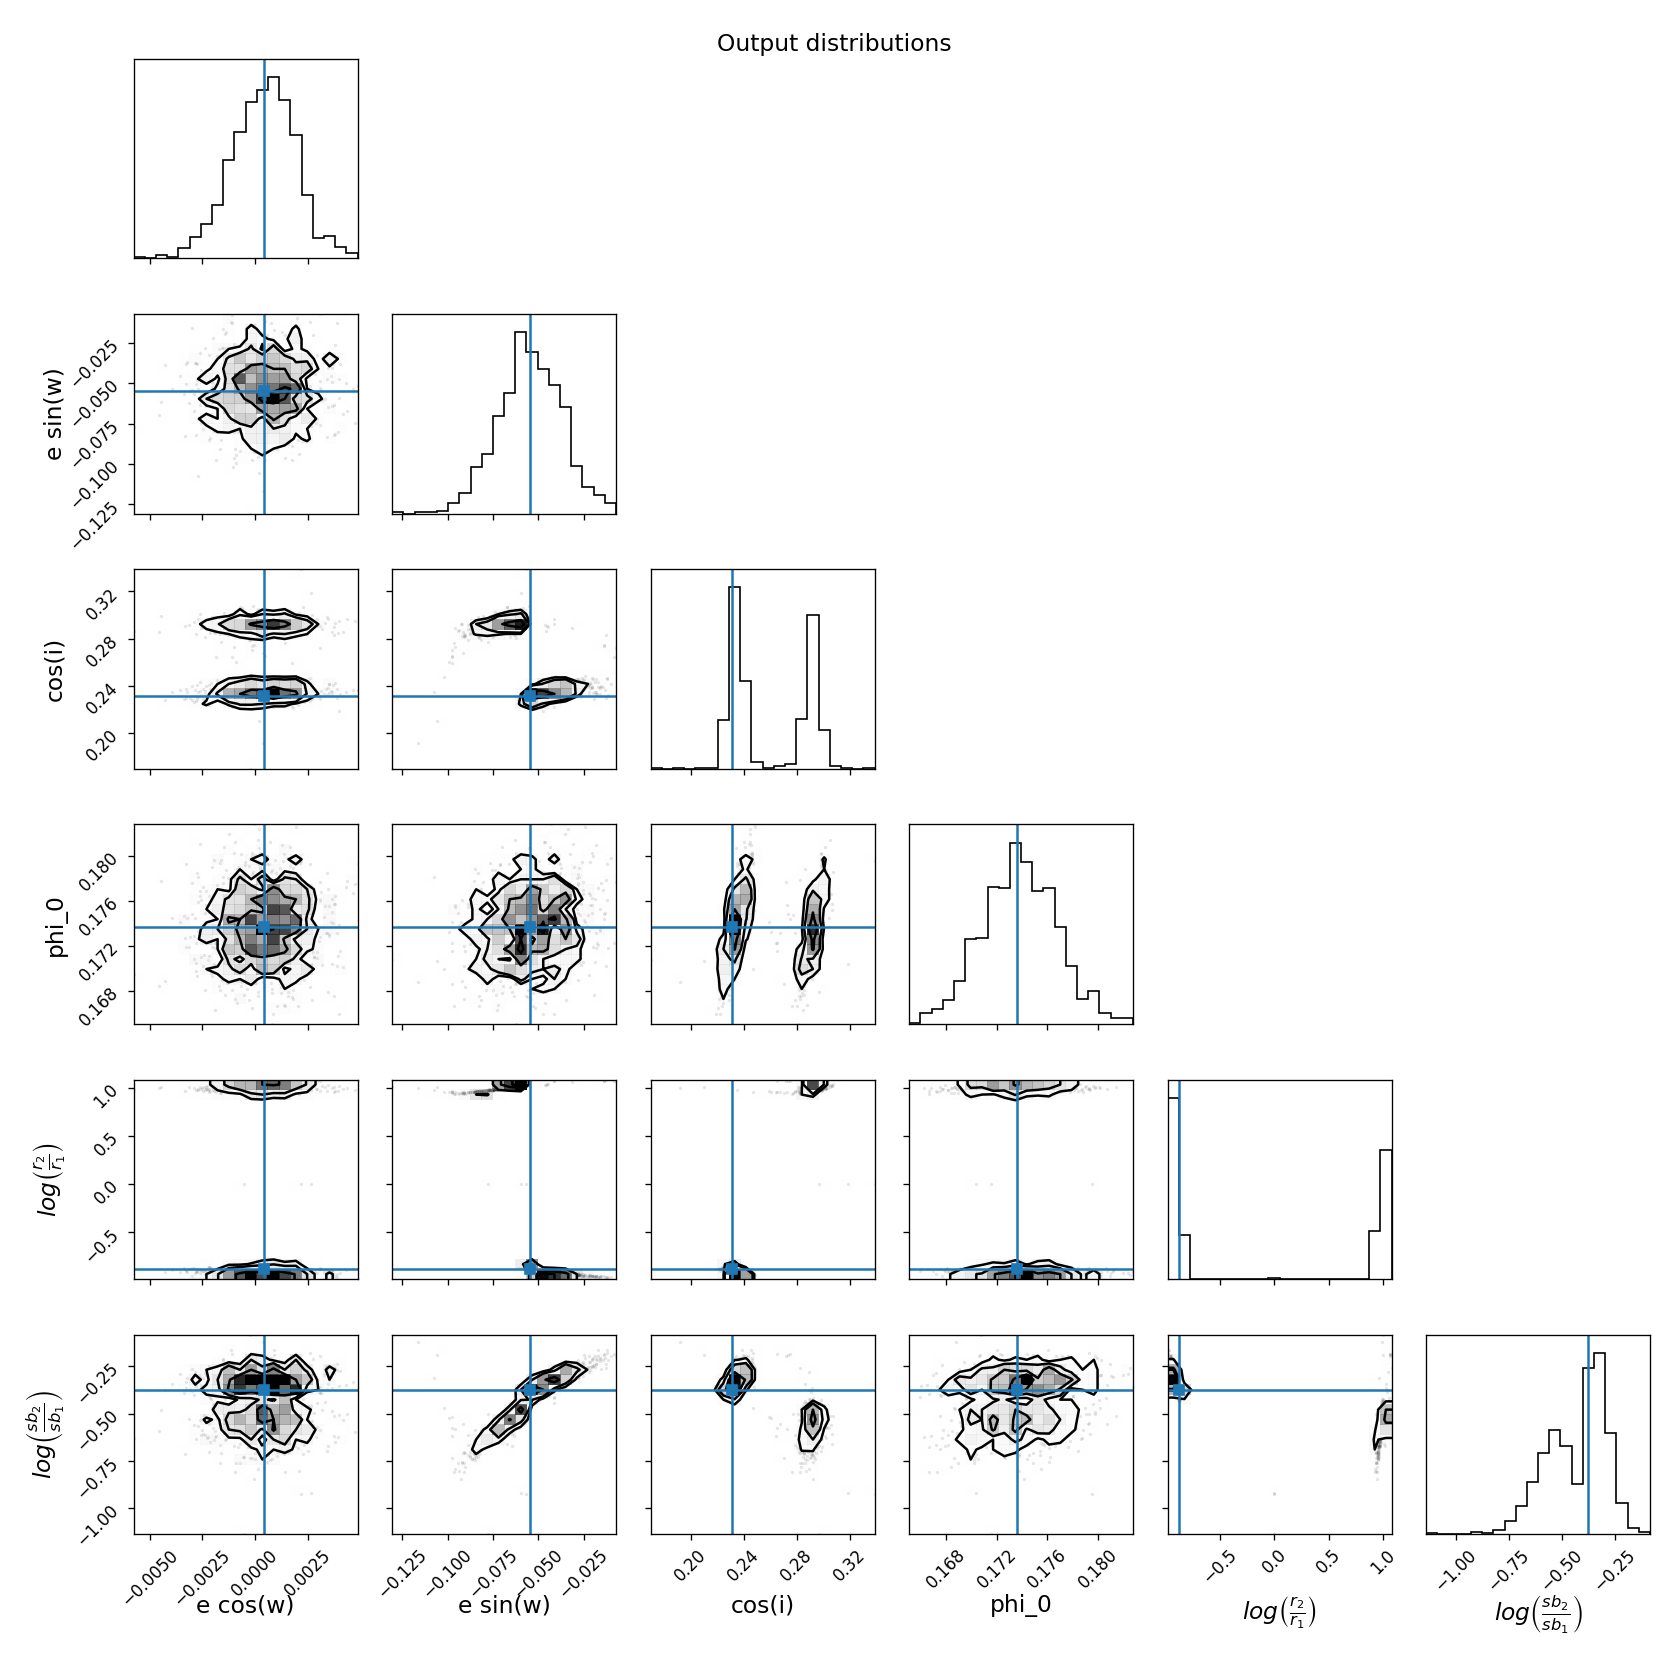 Output distributions
e sin(w)
−0.025
−0.050
−0.075
−0.100
−0.125
cos(i)
0.32
0.28
0.24
0.20
phi_0
0.180
0.176
0.172
0.168
log(r2/r1)
1.0
0.5
0.0
−0.5
log(sb2/sb1)
−0.25
−0.50
−0.75
−1.00
−0.0050 −0.0025 0.0000 0.0025
−0.125 −0.100 −0.075 −0.050 −0.025
0.20 0.24 0.28 0.32
0.168 0.172 0.176 0.180
−0.5 0.0 0.5 1.0
−1.00 −0.75 −0.50 −0.25
e cos(w)
e sin(w)
cos(i)
phi_0
log(r2/r1)
log(sb2/sb1)